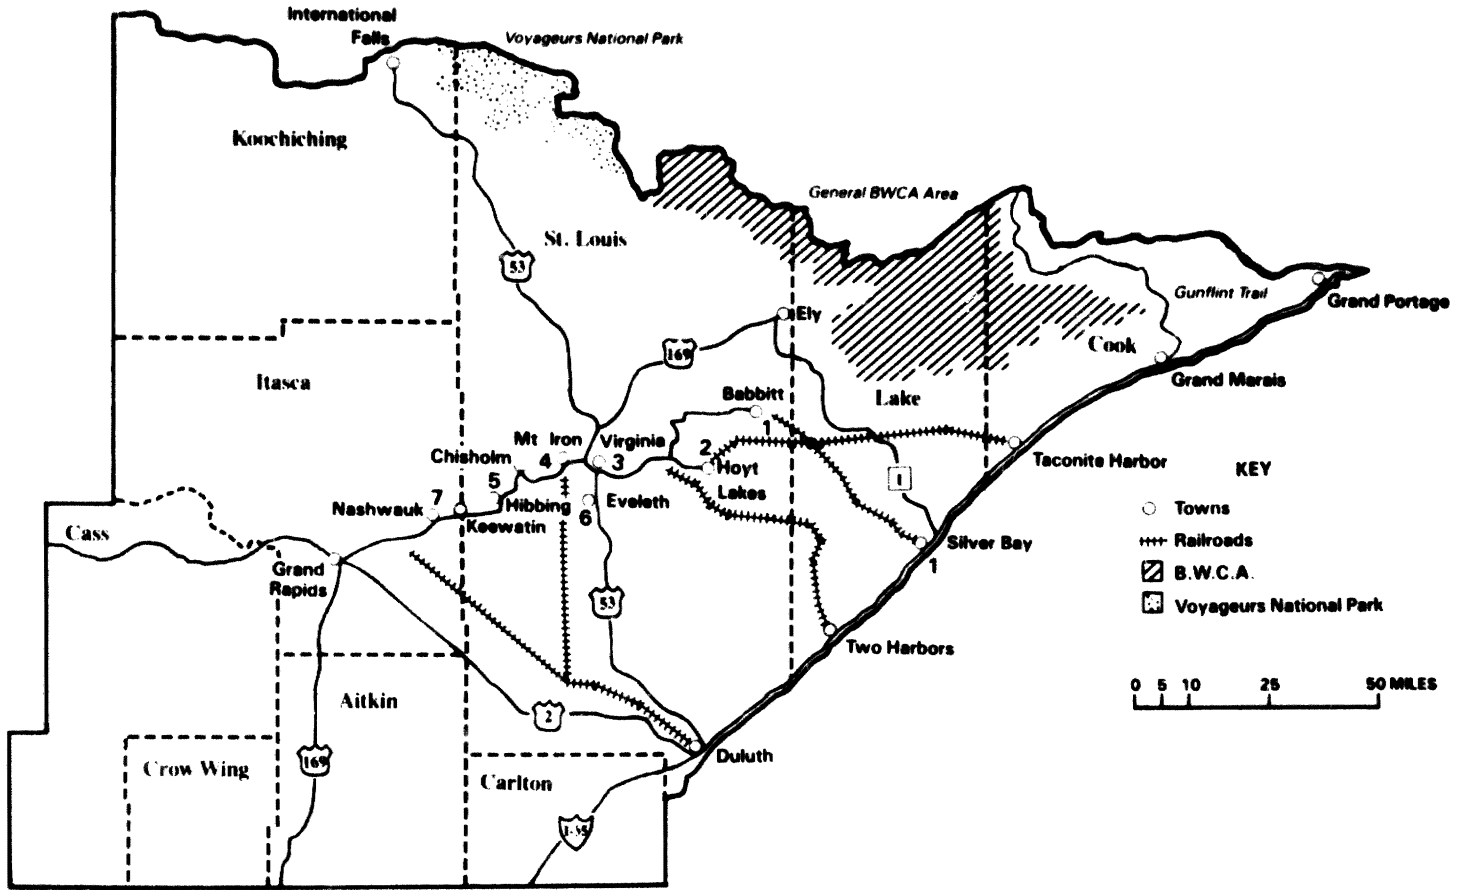 International
Falls
Voyageurs National Park
Koochiching
General BWCA Area
St. Louis
53
Gunflint Trail
Grand Portage
Ely
Cook
169
Itasca
Grand Marais
Babbitt
Lake
1
Mt Iron
Virginia
Chisholm
4
3
2
Hoyt
Lakes
Taconite Harbor
1
5
Nashwauk
7
Hibbing
Keewatin
6
Eveleth
Cass
Silver Bay
1
Grand
Rapids
53
Two Harbors
Aitkin
2
Duluth
Crow Wing
169
Carlton
I-35
KEY
Towns
Railroads
B.W.C.A.
Voyageurs National Park
0 5 10 25 50 MILES